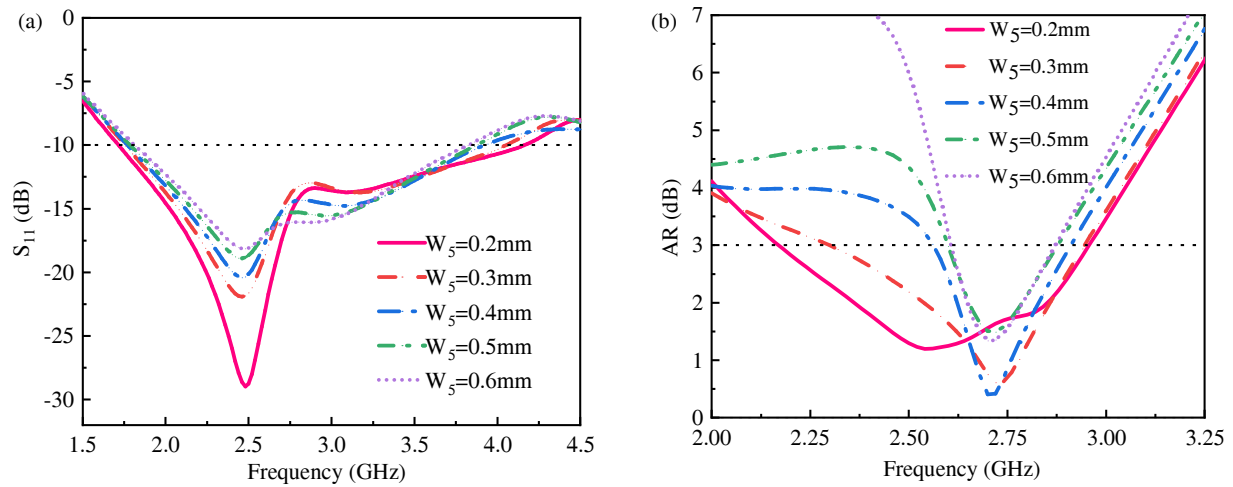 (a)
0
-5
-10
-15
-20
-25
-30
S11 (dB)
W5=0.2mm
W5=0.3mm
W5=0.4mm
W5=0.5mm
W5=0.6mm
1.5 2.0 2.5 3.0 3.5 4.0 4.5
Frequency (GHz)
(b)
7
6
5
4
3
2
1
0
AR (dB)
W5=0.2mm
W5=0.3mm
W5=0.4mm
W5=0.5mm
W5=0.6mm
2.00 2.25 2.50 2.75 3.00 3.25
Frequency (GHz)